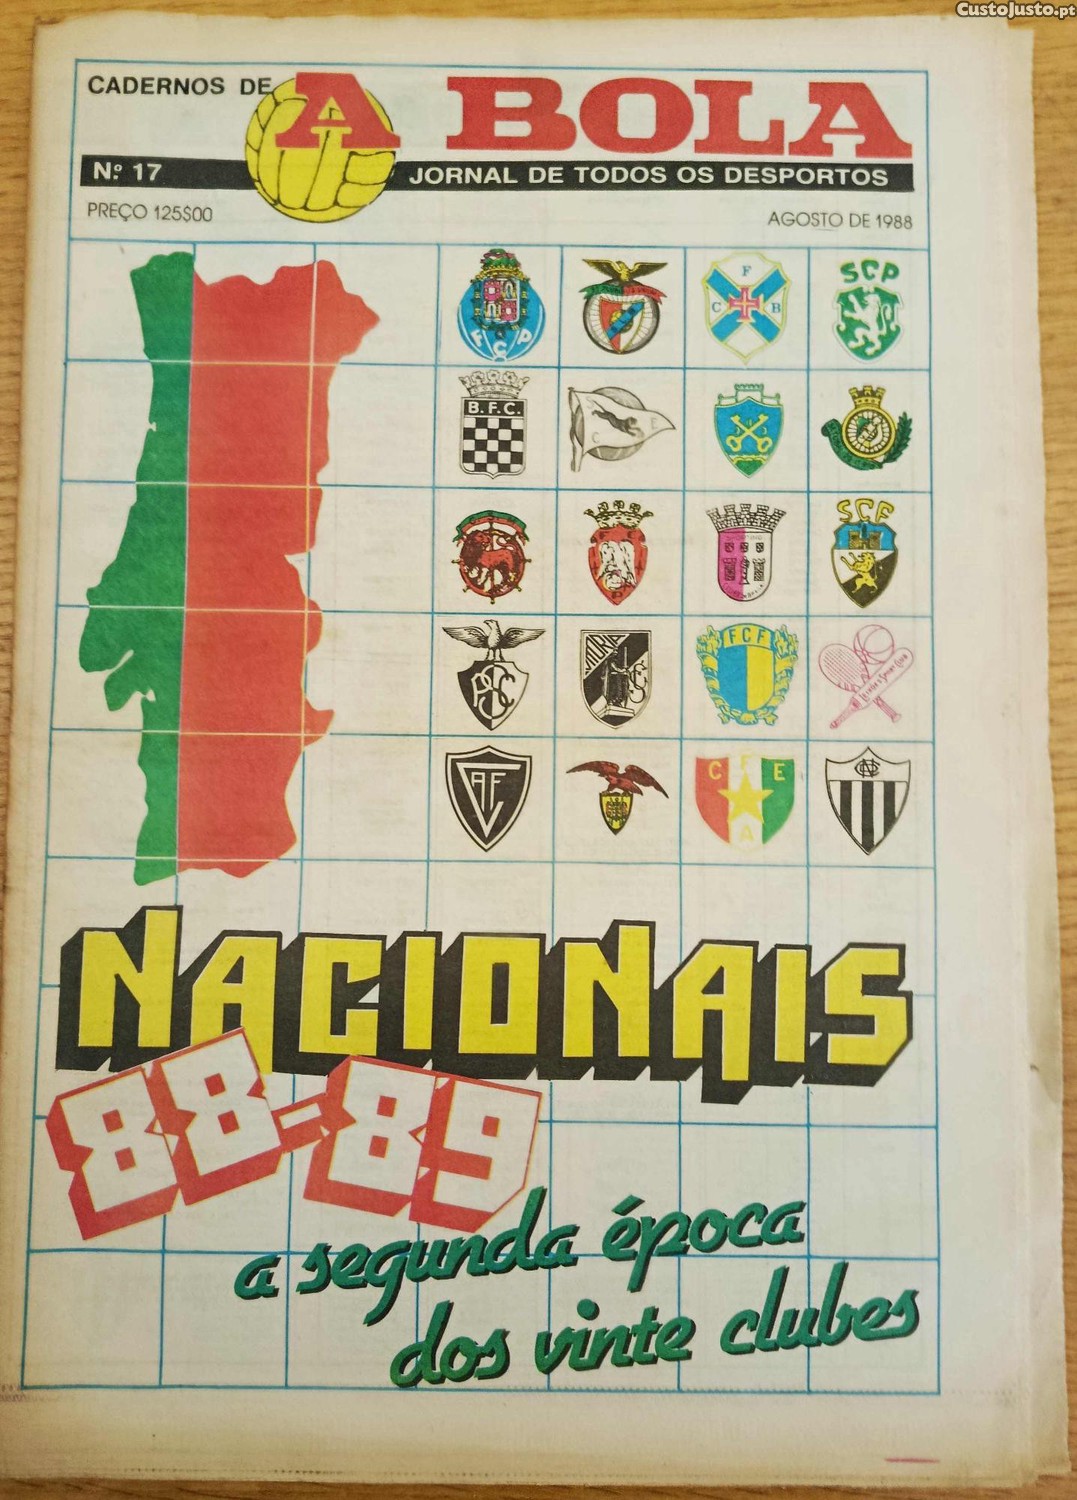 CustoJusto.pt
CADERNOS DE A BOLA
N.º 17
JORNAL DE TODOS OS DESPORTOS
PREÇO 125$00
AGOSTO DE 1988
F C P
F C B
SCP
B.F.C.
S C E
SCF
FCF
C F E A
NACIONAIS
88-89
a segunda época
dos vinte clubes